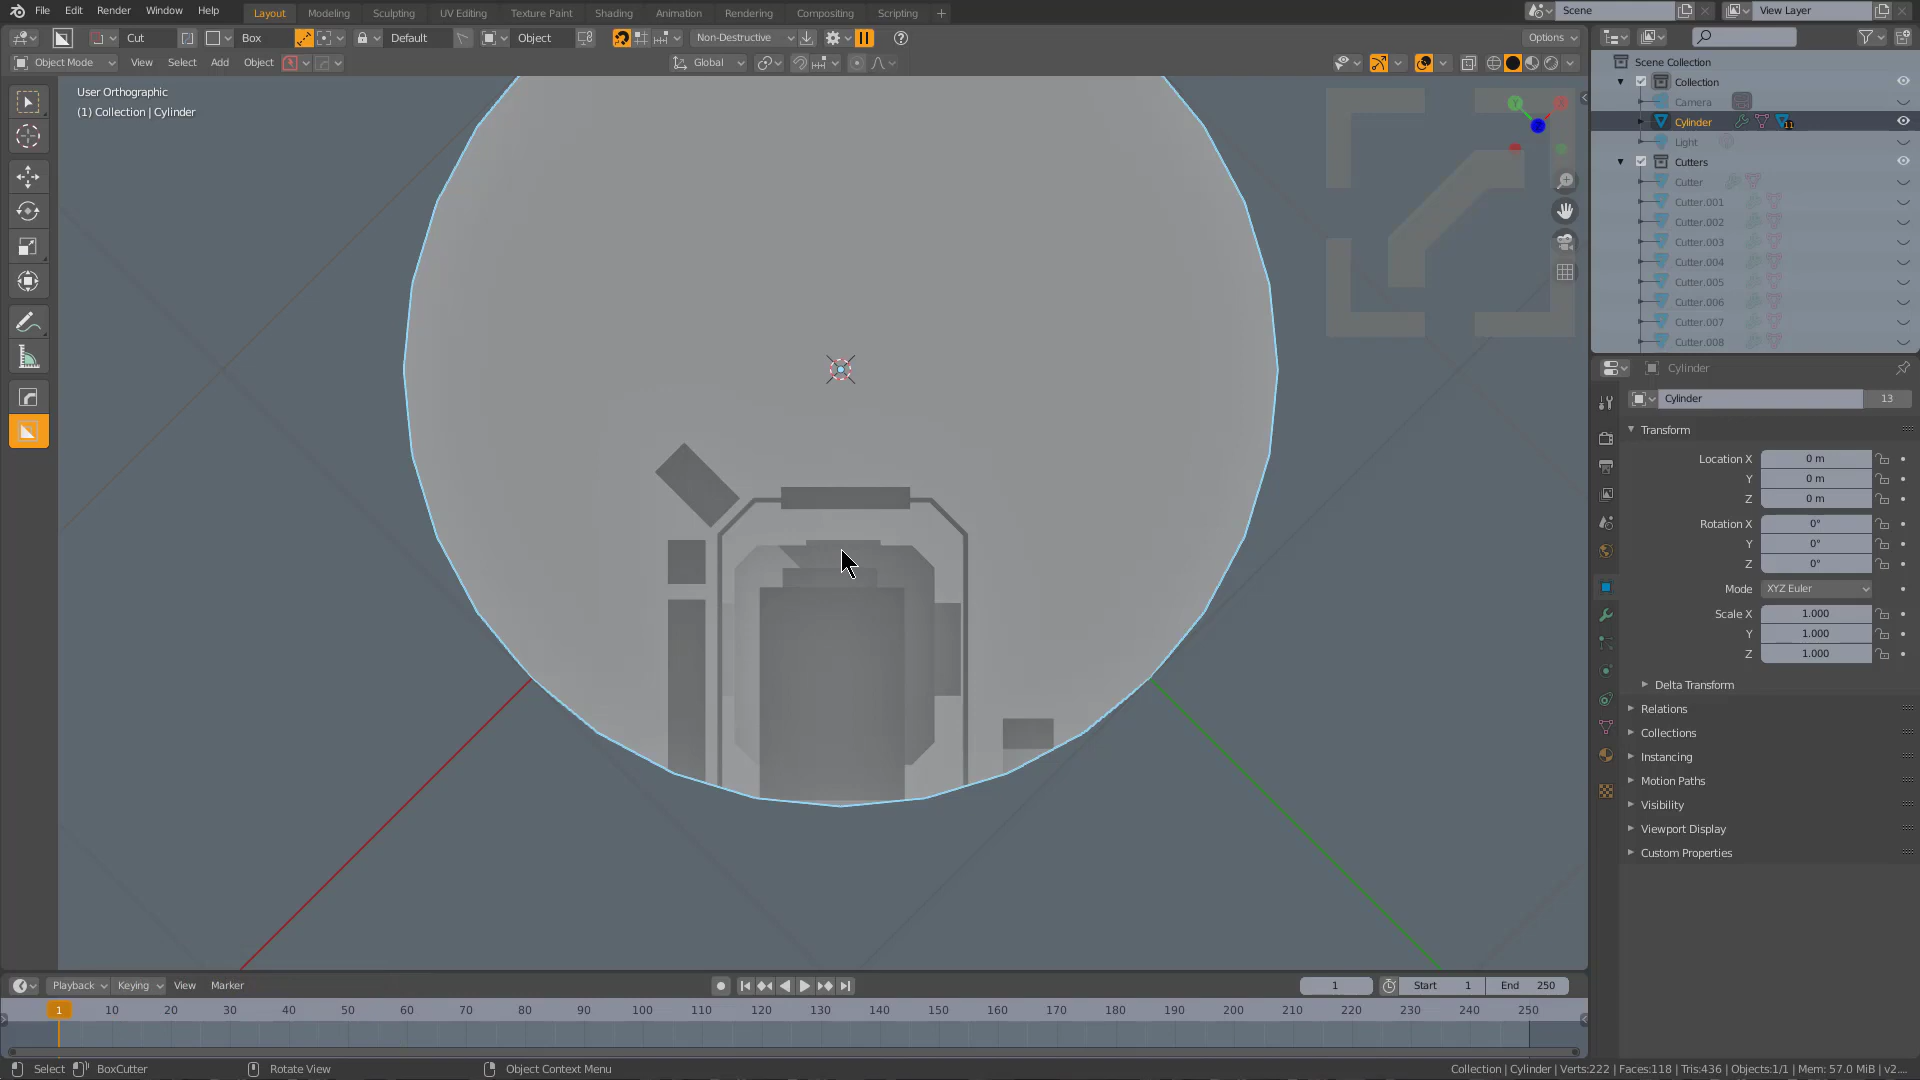 File Edit Render Window Help Layout Modeling Sculpting UV Editing Texture Paint Shading Animation Rendering Compositing Scripting + Scene View Layer
Cut Box Default Object Non-Destructive Options
Object Mode View Select Add Object Global
User Orthographic
(1) Collection | Cylinder
Scene Collection
Collection
Camera
Cylinder 11
Light
Cutters
Cutter
Cutter.001
Cutter.002
Cutter.003
Cutter.004
Cutter.005
Cutter.006
Cutter.007
Cutter.008
Cylinder
Cylinder 13
Transform
Location X 0 m
Y 0 m
Z 0 m
Rotation X 0°
Y 0°
Z 0°
Mode XYZ Euler
Scale X 1.000
Y 1.000
Z 1.000
Delta Transform
Relations
Collections
Instancing
Motion Paths
Visibility
Viewport Display
Custom Properties
Playback Keying View Marker 1 Start 1 End 250
1 10 20 30 40 50 60 70 80 90 100 110 120 130 140 150 160 170 180 190 200 210 220 230 240 250
Select BoxCutter Rotate View Object Context Menu Collection | Cylinder | Verts:222 | Faces:118 | Tris:436 | Objects:1/1 | Mem: 57.0 MiB | v2....